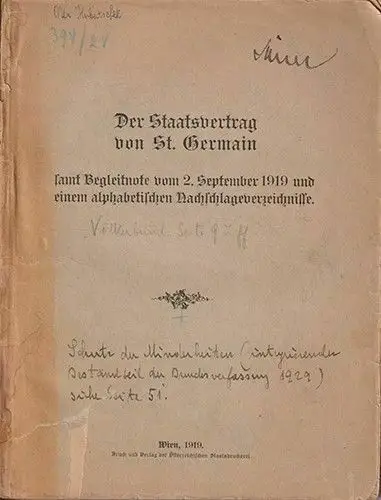 394/21
Der Staatsvertrag
von St. Germain
samt Begleitnote vom 2. September 1919 und
einem alphabetischen Nachschlageverzeichnisse.
Völkerbund Seite 9 ff
Schutz der Minderheiten (integrierender
Bestandteil der Bundesverfassung 1929)
siehe Seite 51.
Wien, 1919.
Druck und Verlag der Österreichischen Staatsdruckerei.